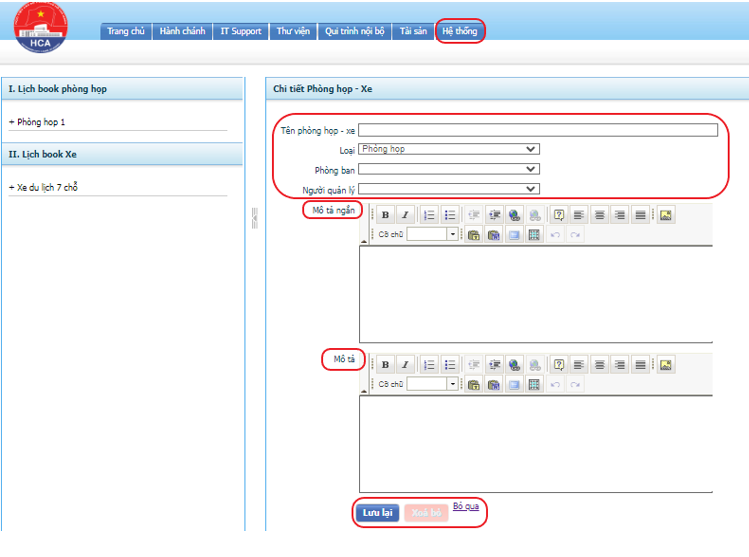 HCA
Trang chủ Hành chánh IT Support Thư viện Qui trình nội bộ Tài sản Hệ thống
I. Lịch book phòng họp
+ Phòng họp 1
II. Lịch book Xe
+ Xe du lịch 7 chỗ
Chi tiết Phòng họp - Xe
Tên phòng họp - xe
Loại Phòng họp
Phòng ban
Người quản lý
Mô tả ngắn
B I
Cỡ chữ
Mô tả
B I
Cỡ chữ
Lưu lại Xoá bỏ Bỏ qua